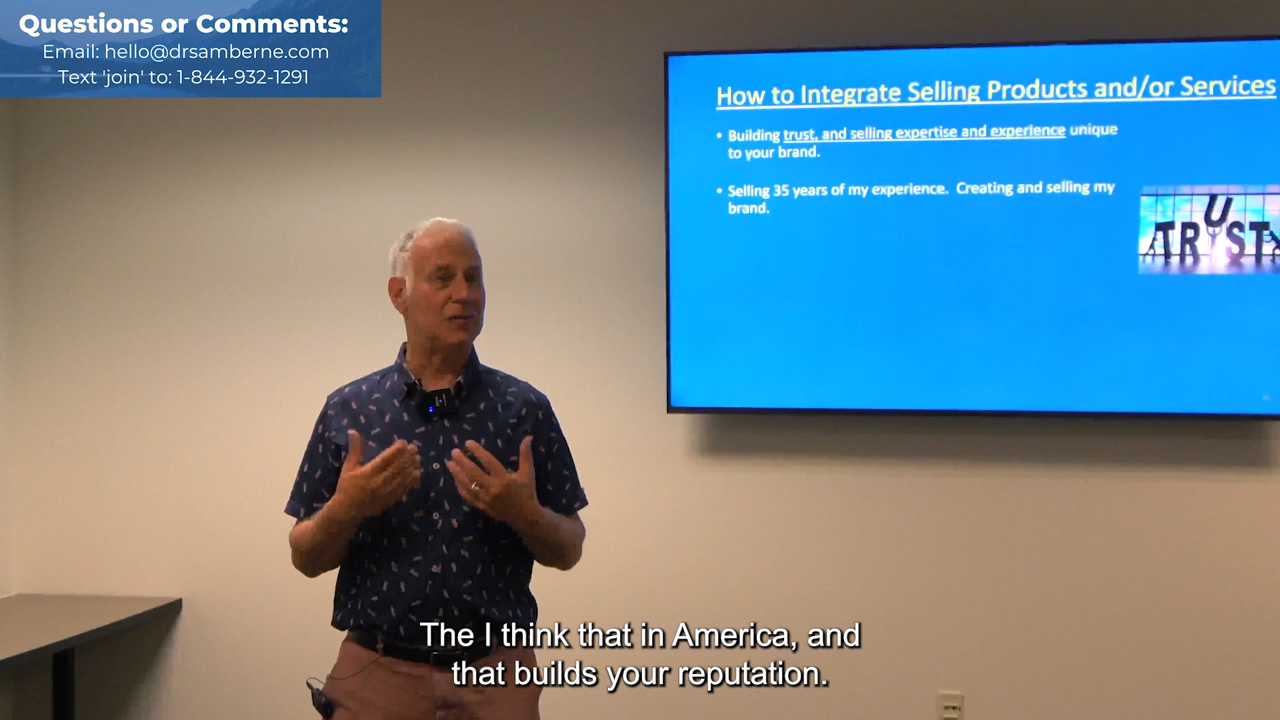 Questions or Comments:
Email: hello@drsamberne.com
Text 'join' to: 1-844-932-1291
How to Integrate Selling Products and/or Services
• Building trust, and selling expertise and experience unique
to your brand.
• Selling 35 years of my experience.  Creating and selling my
brand.
TRUST
The I think that in America, and
that builds your reputation.